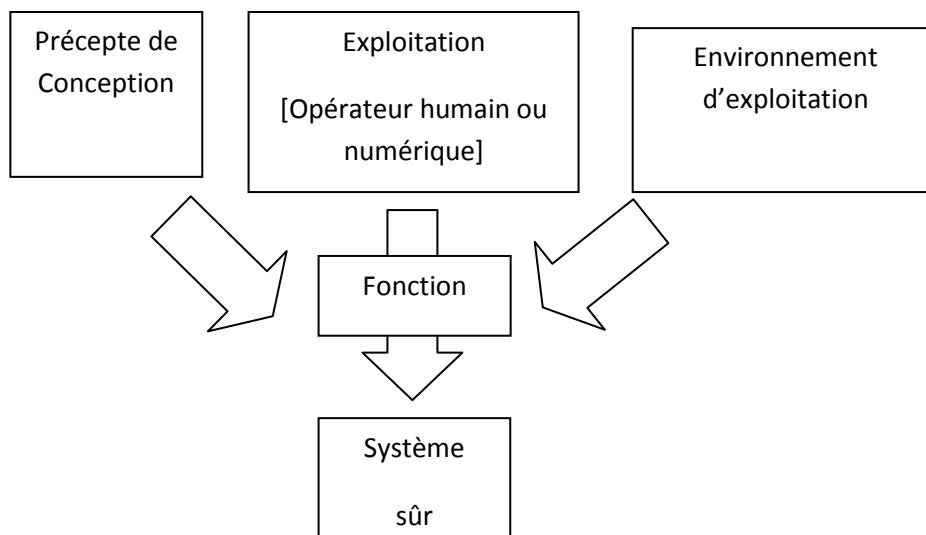 Précepte de
Conception
Exploitation
[Opérateur humain ou
numérique]
Environnement
d’exploitation
Fonction
Système
sûr